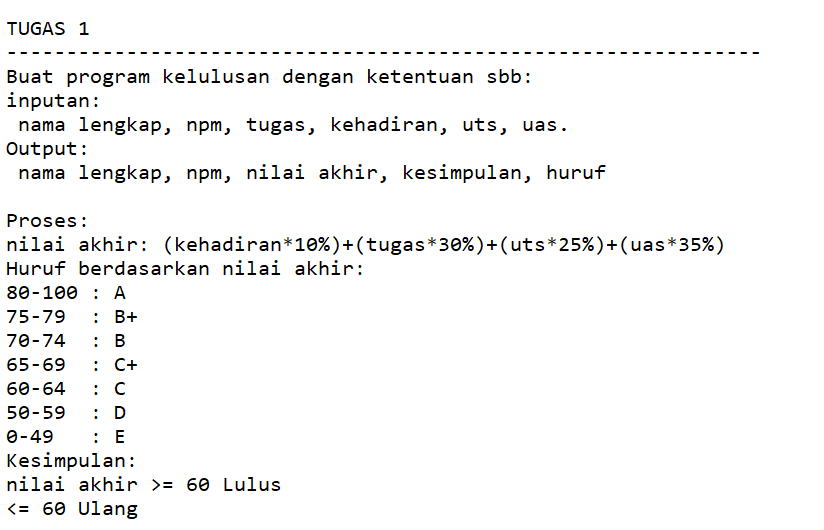 TUGAS 1
---------------------------------------------------------------
Buat program kelulusan dengan ketentuan sbb:
inputan:
 nama lengkap, npm, tugas, kehadiran, uts, uas.
Output:
 nama lengkap, npm, nilai akhir, kesimpulan, huruf

Proses:
nilai akhir: (kehadiran*10%)+(tugas*30%)+(uts*25%)+(uas*35%)
Huruf berdasarkan nilai akhir:
80-100 : A
75-79  : B+
70-74  : B
65-69  : C+
60-64  : C
50-59  : D
0-49   : E
Kesimpulan:
nilai akhir >= 60 Lulus
<= 60 Ulang